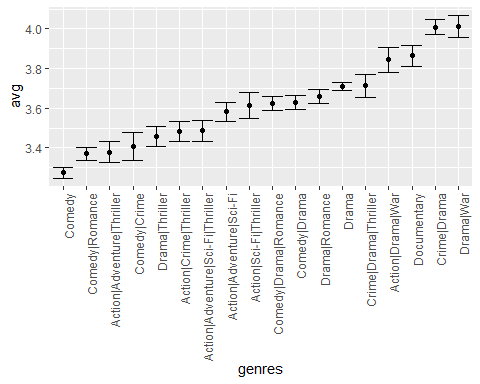 avg
4.0
3.8
3.6
3.4
Comedy
Comedy|Romance
Action|Adventure|Thriller
Comedy|Crime
Drama|Thriller
Action|Crime|Thriller
Action|Adventure|Sci-Fi|Thriller
Action|Adventure|Sci-Fi
Action|Sci-Fi|Thriller
Comedy|Drama|Romance
Comedy|Drama
Drama|Romance
Drama
Crime|Drama|Thriller
Action|Drama|War
Documentary
Crime|Drama
Drama|War
genres